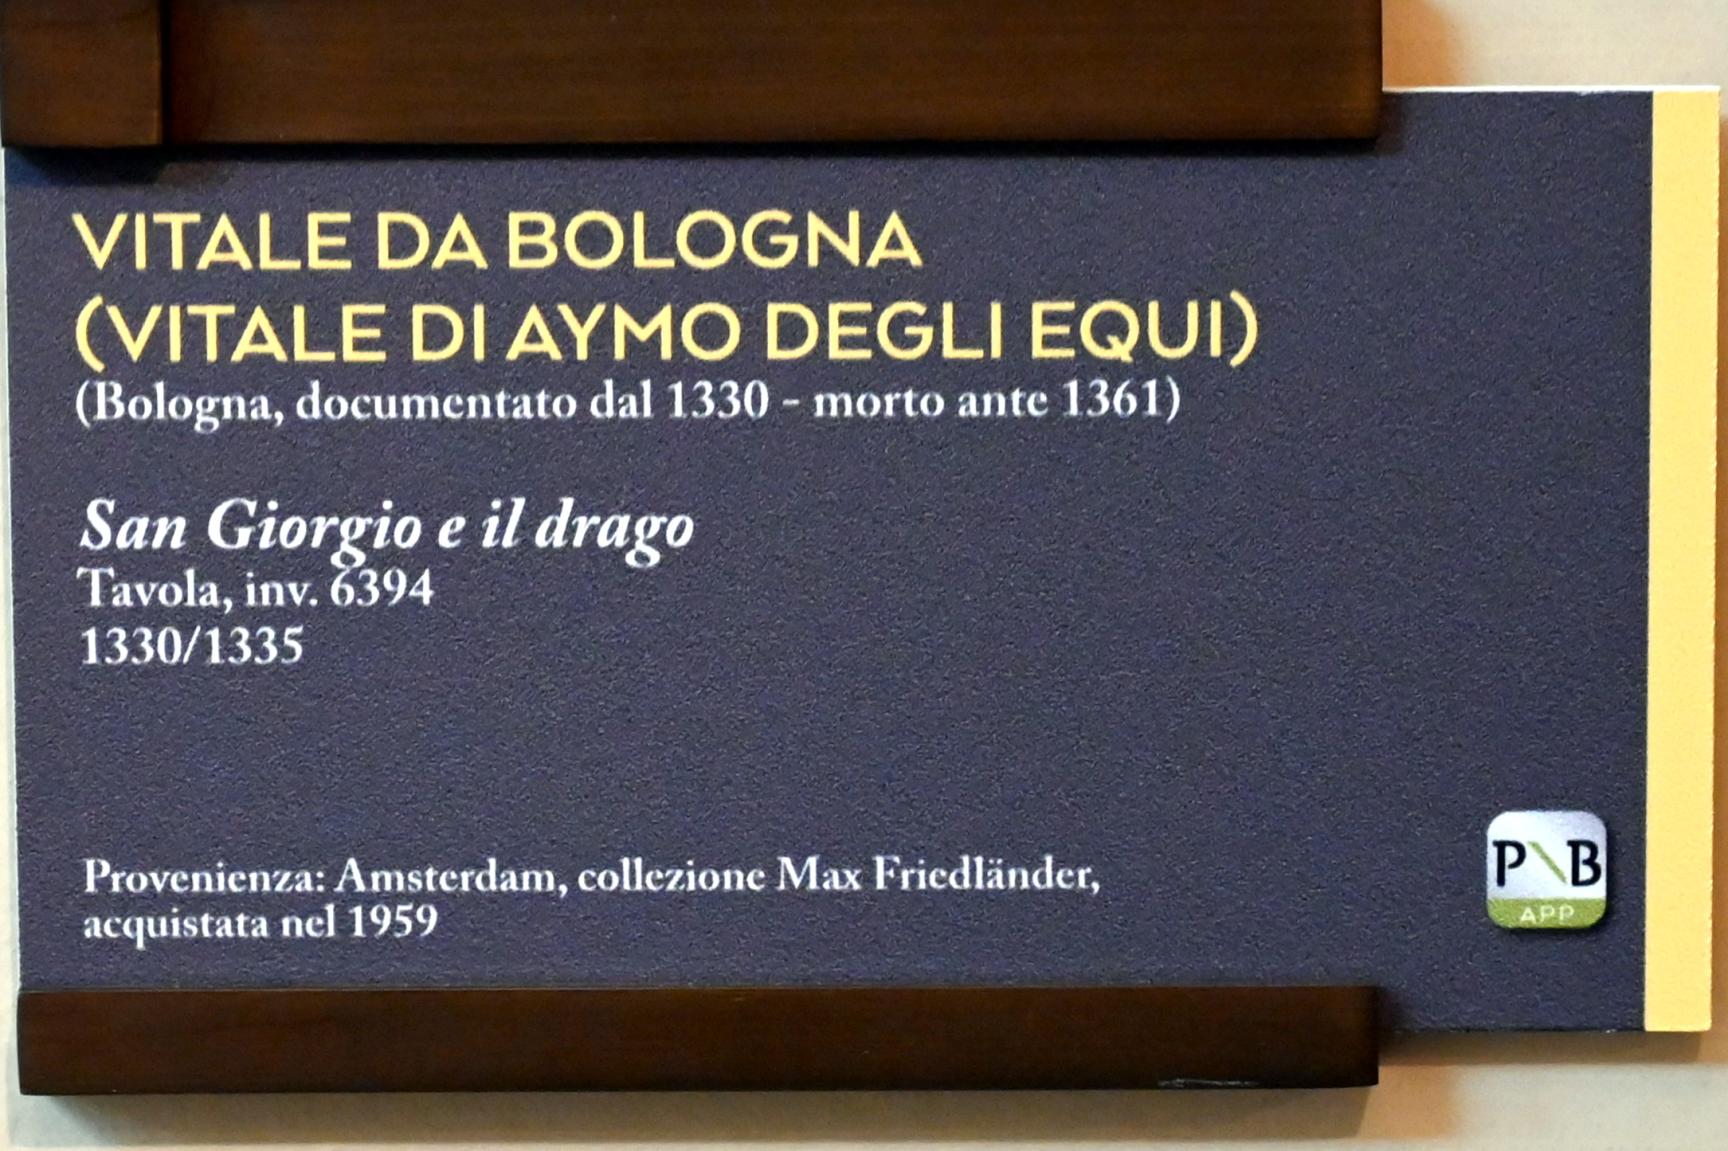 VITALE DA BOLOGNA
(VITALE DI AYMO DEGLI EQUI)
(Bologna, documentato dal 1330 - morto ante 1361)
San Giorgio e il drago
Tavola, inv. 6394
1330/1335
Provenienza: Amsterdam, collezione Max Friedländer,
acquistata nel 1959
P\B
APP